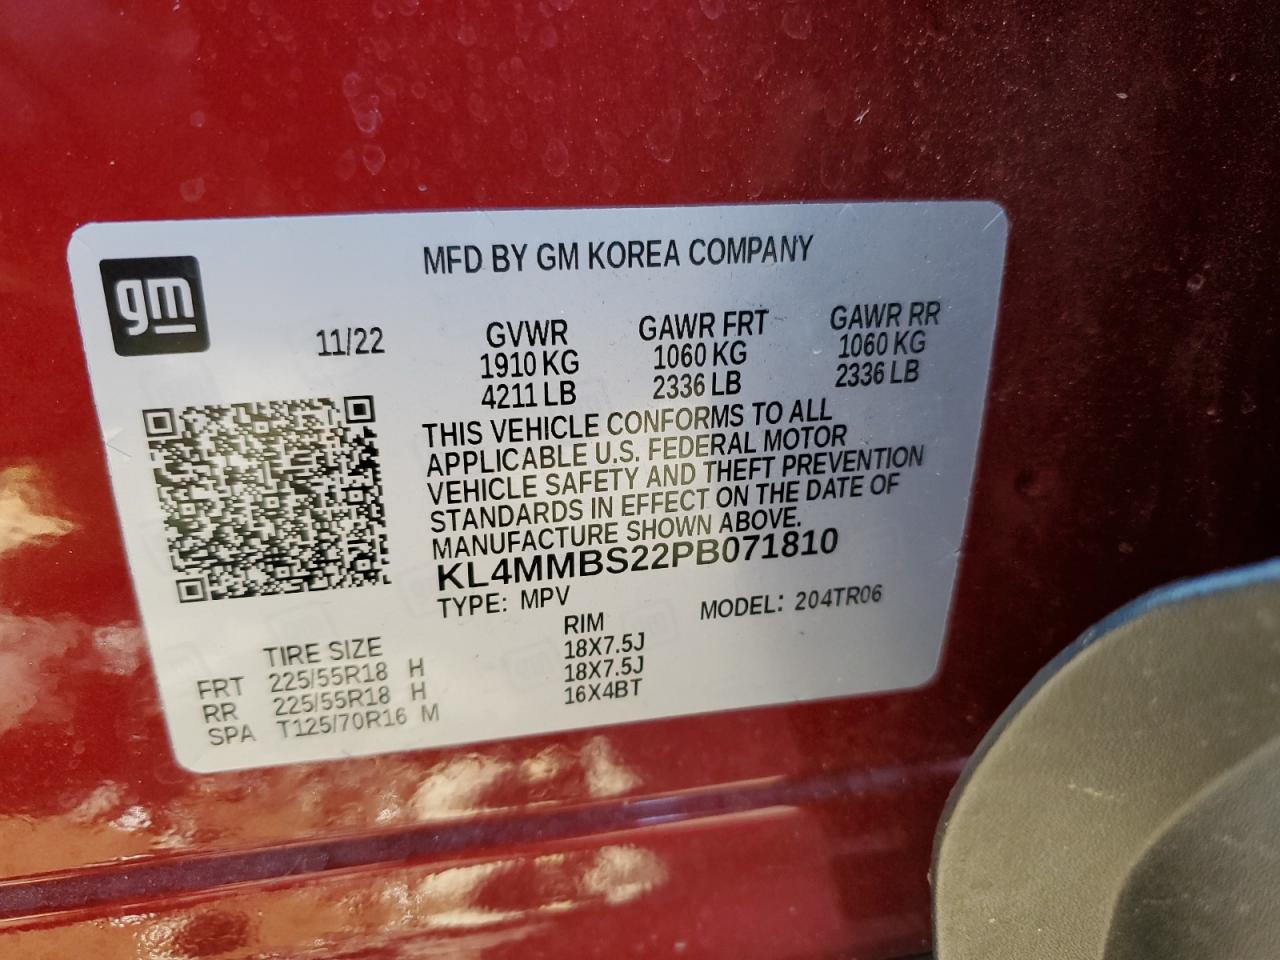 gm
MFD BY GM KOREA COMPANY
11/22
GVWR GAWR FRT GAWR RR
1910 KG 1060 KG 1060 KG
4211 LB 2336 LB 2336 LB
THIS VEHICLE CONFORMS TO ALL
APPLICABLE U.S. FEDERAL MOTOR
VEHICLE SAFETY AND THEFT PREVENTION
STANDARDS IN EFFECT ON THE DATE OF
MANUFACTURE SHOWN ABOVE.
KL4MMBS22PB071810
TYPE: MPV MODEL: 204TR06
TIRE SIZE RIM
FRT 225/55R18 H 18X7.5J
RR 225/55R18 H 18X7.5J
SPA T125/70R16 M 16X4BT